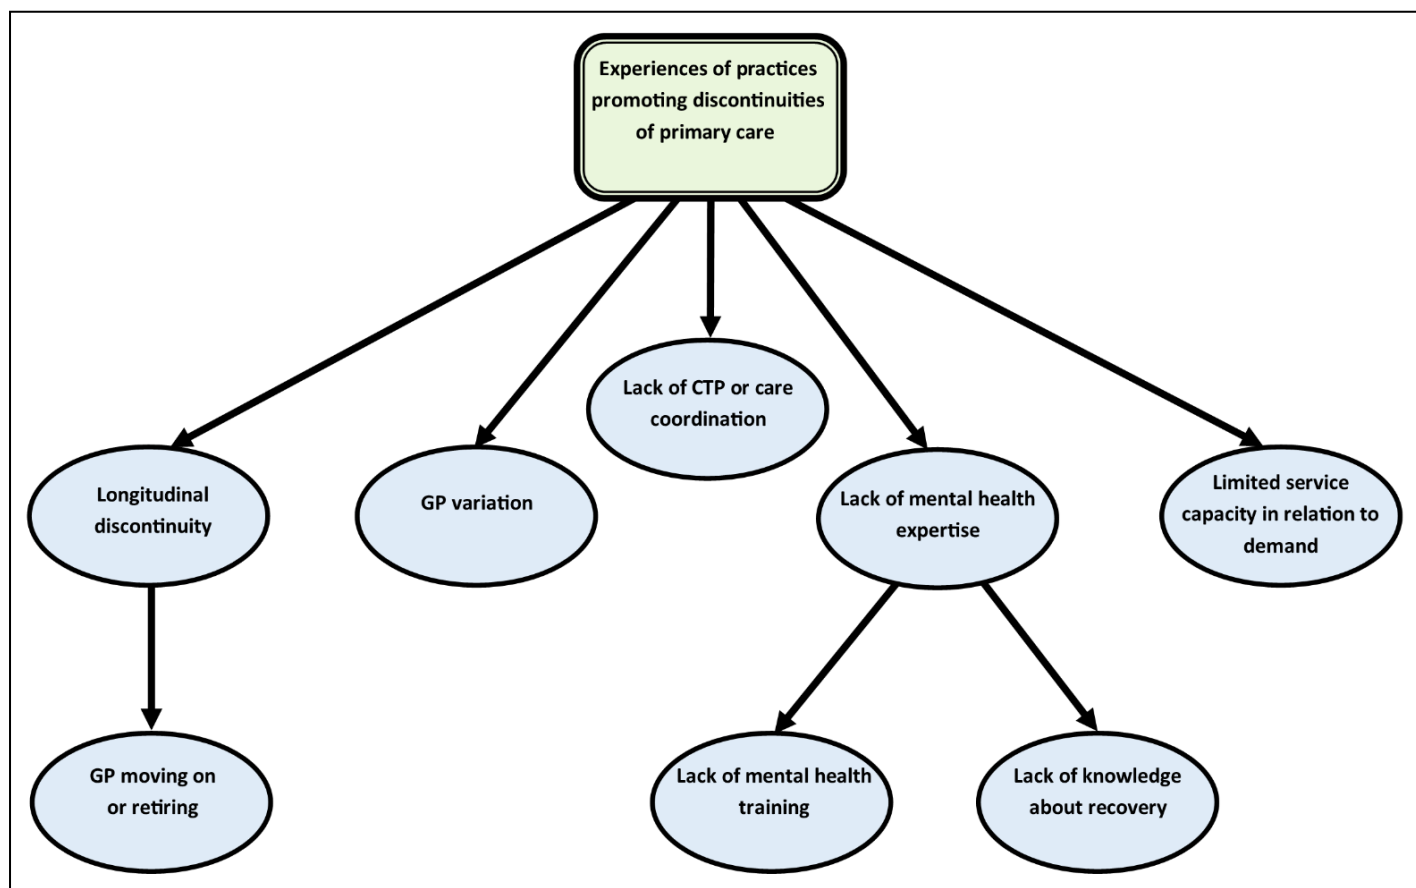 Experiences of practices
promoting discontinuities
of primary care
Lack of CTP or care
coordination
Longitudinal
discontinuity
GP variation
Lack of mental health
expertise
Limited service
capacity in relation to
demand
GP moving on
or retiring
Lack of mental health
training
Lack of knowledge
about recovery